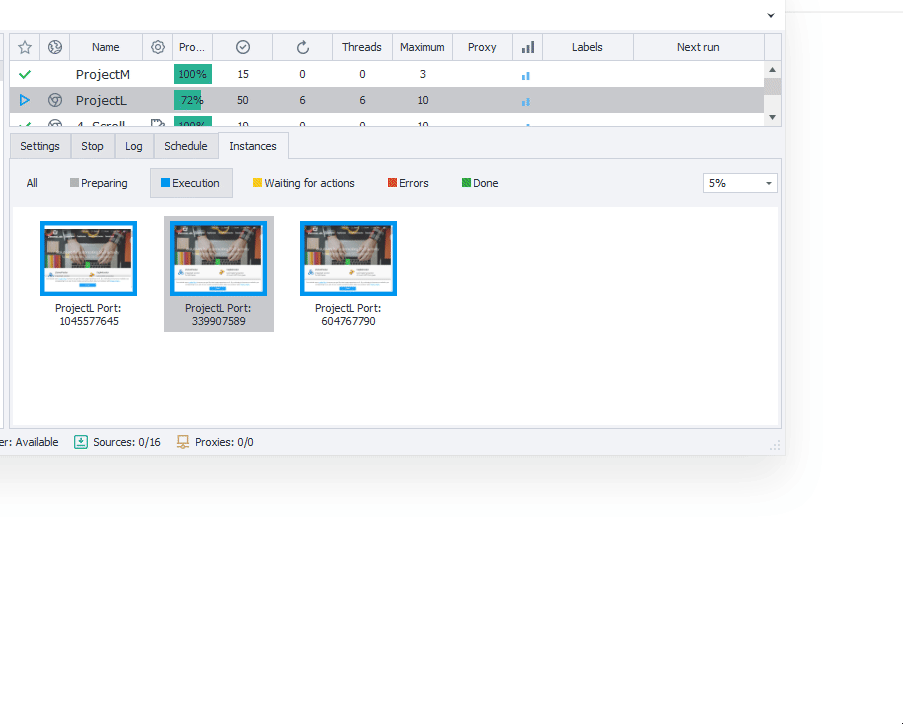 Name Pro... Threads Maximum Proxy Labels Next run
ProjectM 100% 15 0 0 3
ProjectL 72% 50 6 6 10
4. Scroll 100% 10 0 0 10
Settings Stop Log Schedule Instances
All Preparing Execution Waiting for actions Errors Done 5%
ProjectL Port:
1045577645
ProjectL Port:
339907589
ProjectL Port:
604767790
er: Available Sources: 0/16 Proxies: 0/0